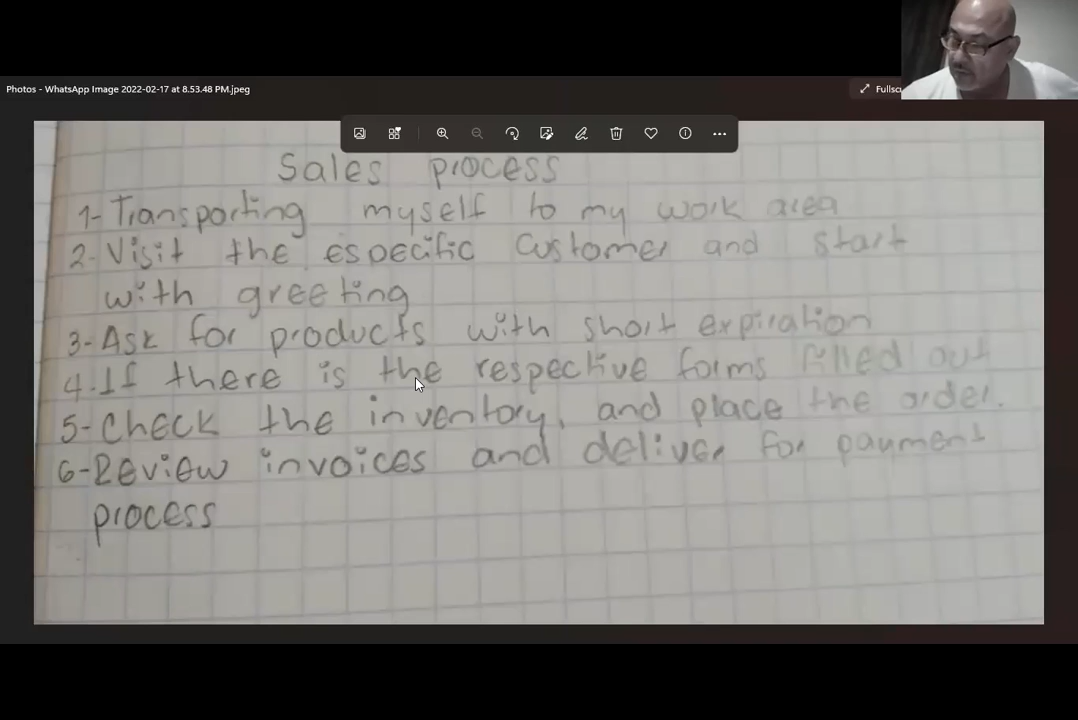 Photos - WhatsApp Image 2022-02-17 at 8.53.48 PM.jpeg
Sales process
1- Transporting myself to my work area
2- Visit the especific customer and start
with greeting
3- Ask for products with short expiration
4. If there is the respective forms filled out
5- Check the inventory, and place the order.
6- Review invoices and deliver for payment
process